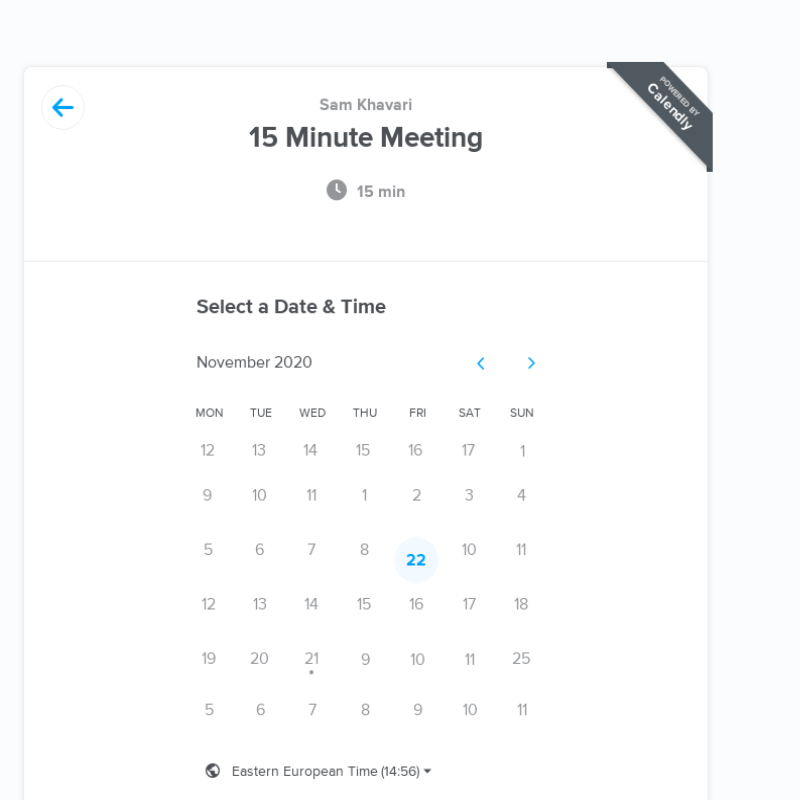 Sam Khavari
POWERED BY
Calendly
15 Minute Meeting
15 min
Select a Date & Time
November 2020
MON TUE WED THU FRI SAT SUN
12 13 14 15 16 17 1
9 10 11 1 2 3 4
5 6 7 8 22 10 11
12 13 14 15 16 17 18
19 20 21 9 10 11 25
5 6 7 8 9 10 11
Eastern European Time (14:56)